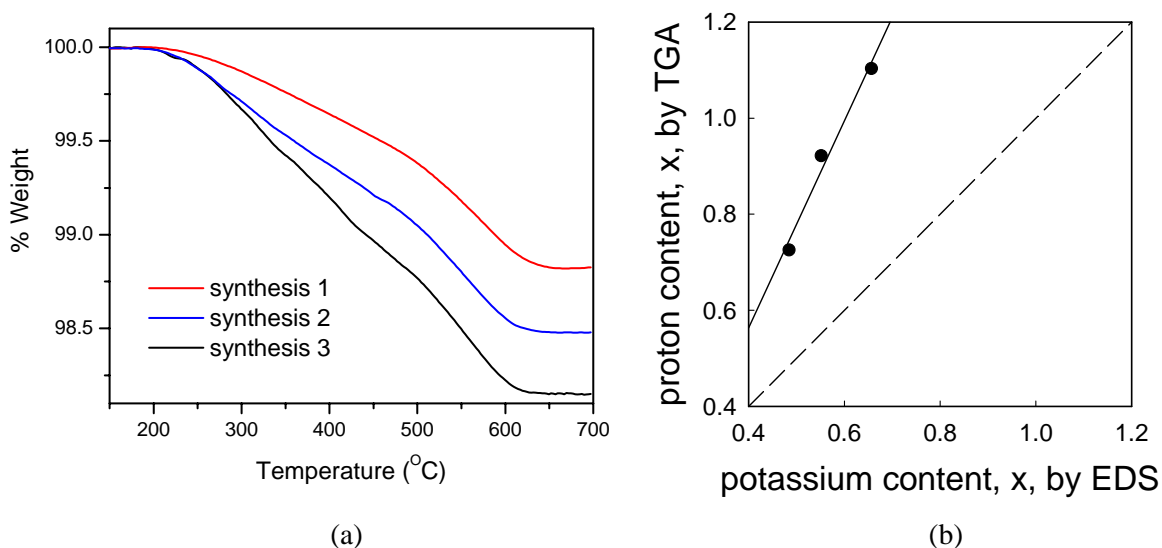 100.0
99.5
99.0
98.5
% Weight
synthesis 1
synthesis 2
synthesis 3
200 300 400 500 600 700
Temperature (°C)
(a)
1.2
1.0
0.8
0.6
0.4
proton content, x, by TGA
0.4 0.6 0.8 1.0 1.2
potassium content, x, by EDS
(b)